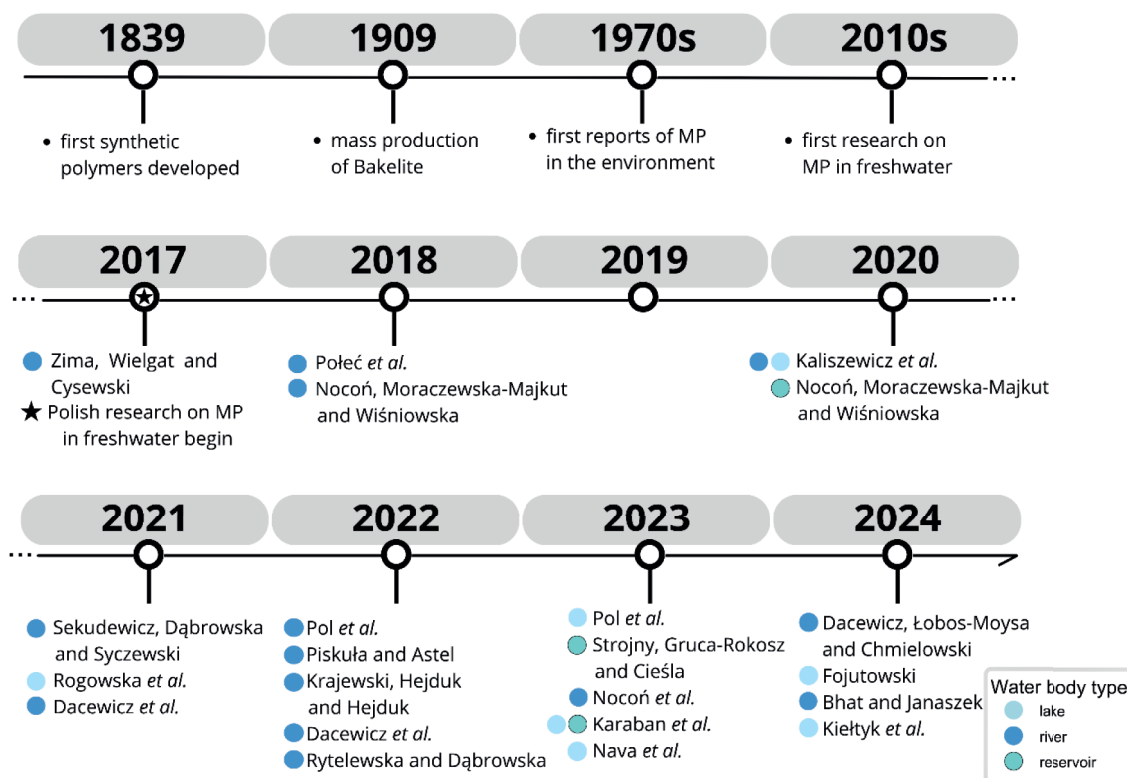 1839
1909
1970s
2010s
...
• first synthetic
polymers developed
• mass production
of Bakelite
• first reports of MP
in the environment
• first research on
MP in freshwater
2017
2018
2019
2020
...
...
Zima, Wielgat and
Cysewski
★ Polish research on MP
in freshwater begin
Połeć et al.
Nocoń, Moraczewska-Majkut
and Wiśniowska
Kaliszewicz et al.
Nocoń, Moraczewska-Majkut
and Wiśniowska
2021
2022
2023
2024
...
Sekudewicz, Dąbrowska
and Syczewski
Rogowska et al.
Dacewicz et al.
Pol et al.
Piskuła and Astel
Krajewski, Hejduk
and Hejduk
Dacewicz et al.
Rytelewska and Dąbrowska
Pol et al.
Strojny, Gruca-Rokosz
and Cieśla
Nocoń et al.
Karaban et al.
Nava et al.
Dacewicz, Łobos-Moysa
and Chmielowski
Fojutowski
Bhat and Janaszek
Kiełtyk et al.
Water body type
lake
river
reservoir